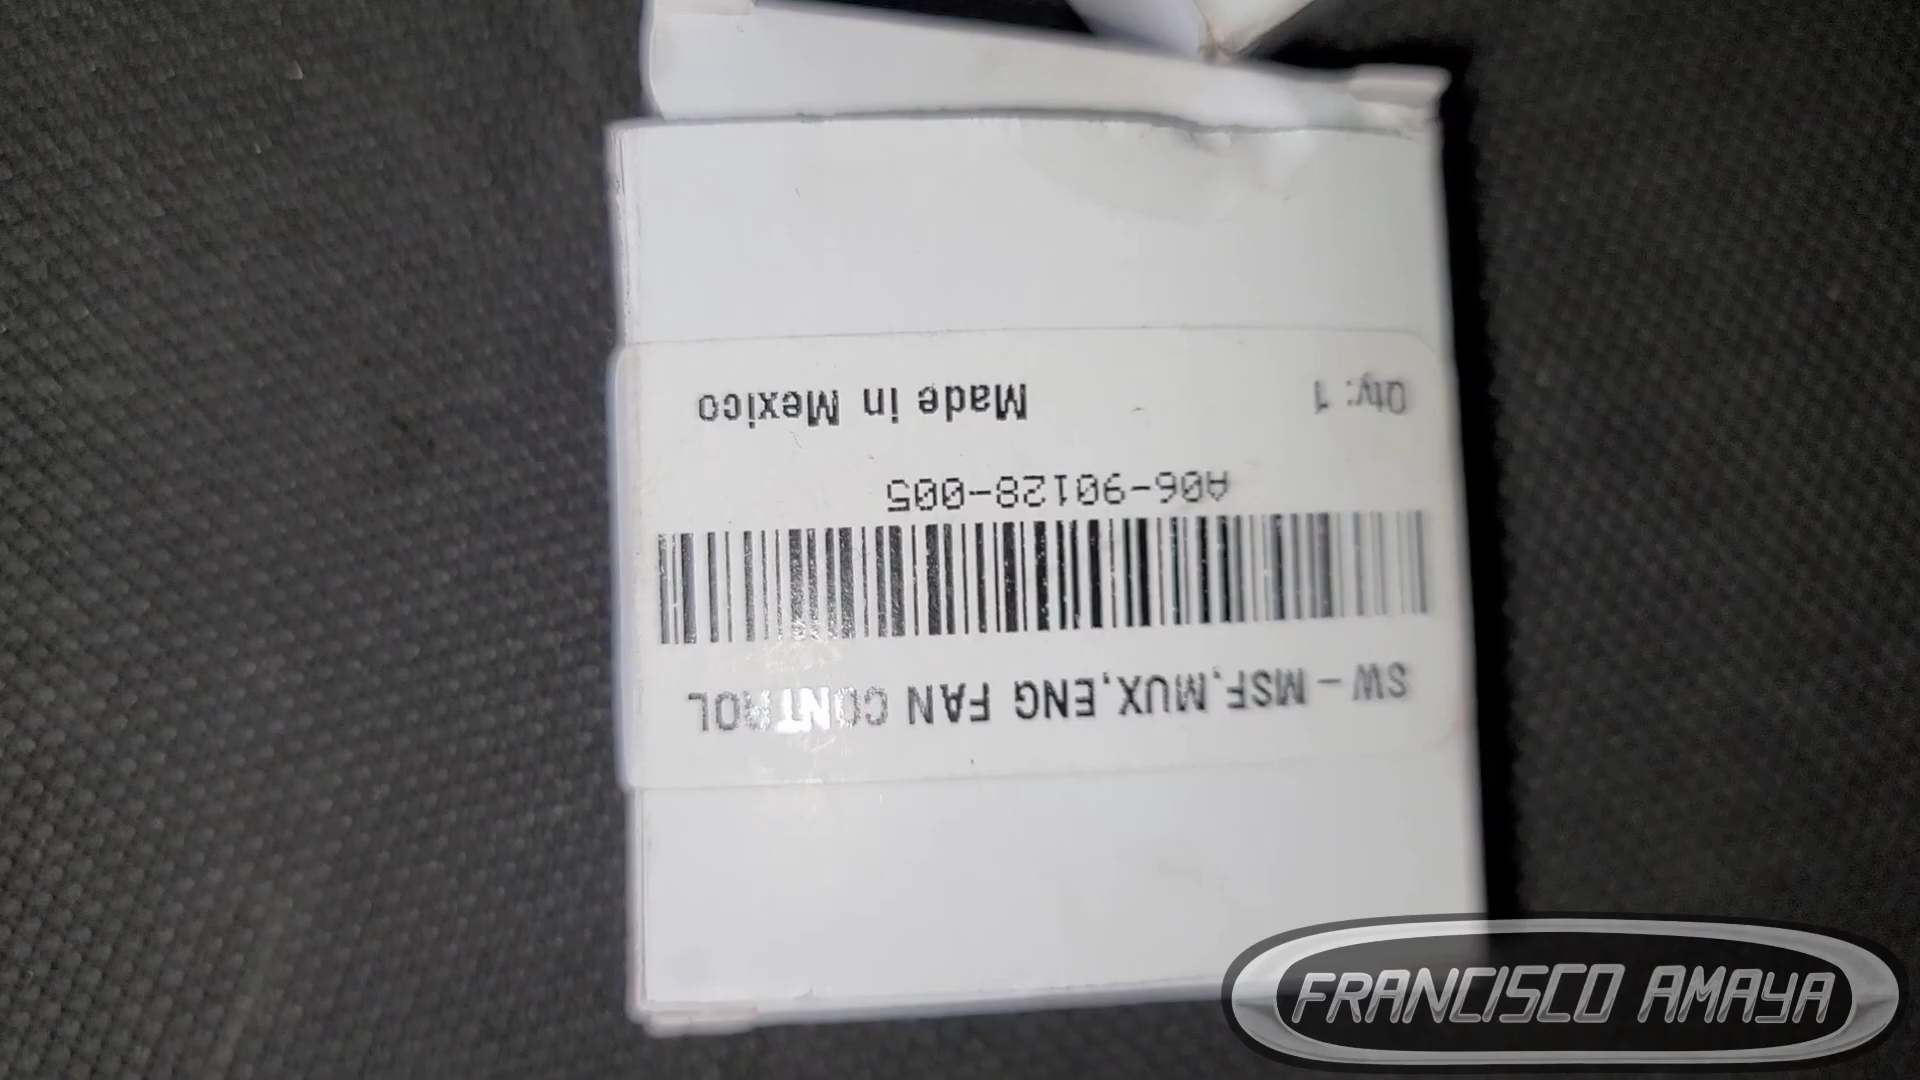 SW - MSF,MUX,ENG FAN CONTROL
A06-90128-005
Qty: 1 Made in Mexico
FRANCISCO AMAYA